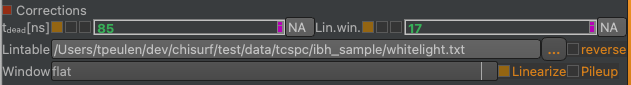 Corrections
tdead[ns] 85 NA Lin.win. 17 NA
Lintable /Users/tpeulen/dev/chisurf/test/data/tcspc/ibh_sample/whitelight.txt ... reverse
Window flat Linearize Pileup